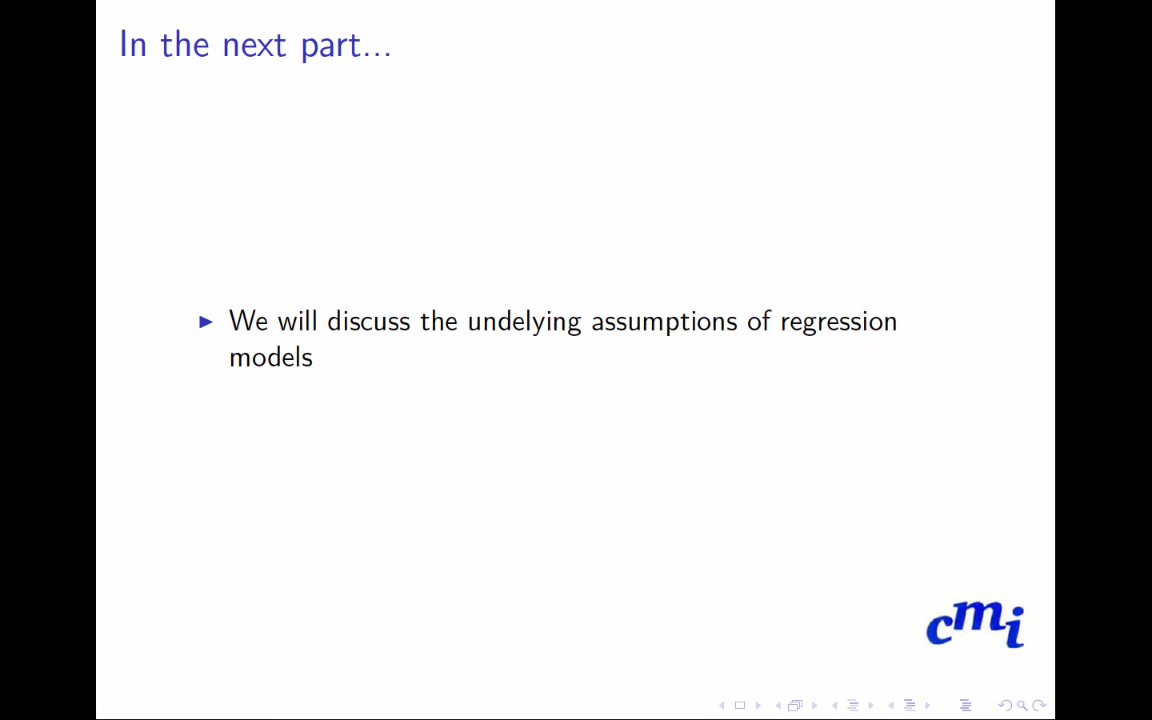 In the next part...
► We will discuss the undelying assumptions of regression
models
cmi